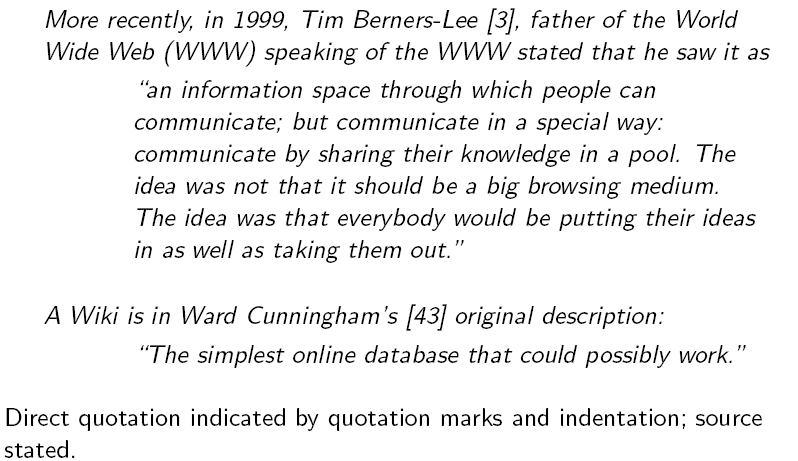 More recently, in 1999, Tim Berners-Lee [3], father of the World
Wide Web (WWW) speaking of the WWW stated that he saw it as
“an information space through which people can
communicate; but communicate in a special way:
communicate by sharing their knowledge in a pool. The
idea was not that it should be a big browsing medium.
The idea was that everybody would be putting their ideas
in as well as taking them out.”
A Wiki is in Ward Cunningham’s [43] original description:
“The simplest online database that could possibly work.”
Direct quotation indicated by quotation marks and indentation; source
stated.